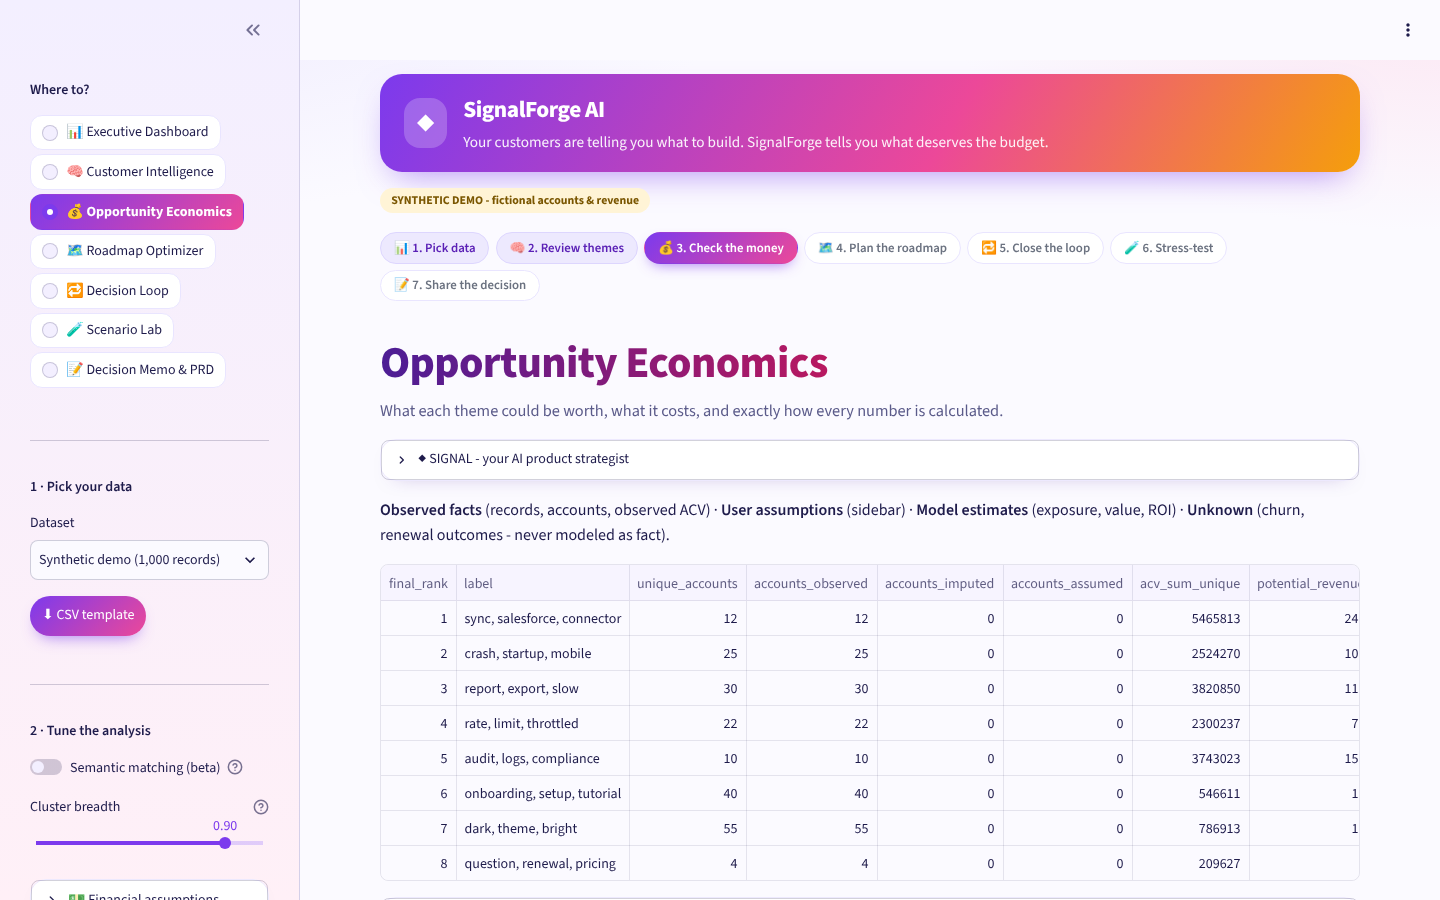 Where to?
📊 Executive Dashboard
🧠 Customer Intelligence
💰 Opportunity Economics
🗺️ Roadmap Optimizer
🔁 Decision Loop
🧪 Scenario Lab
📝 Decision Memo & PRD
1 · Pick your data
Dataset
Synthetic demo (1,000 records)
⬇ CSV template
2 · Tune the analysis
Semantic matching (beta)
Cluster breadth
0.90
💵 Financial assumptions
SignalForge AI
Your customers are telling you what to build. SignalForge tells you what deserves the budget.
SYNTHETIC DEMO - fictional accounts & revenue
📊 1. Pick data 🧠 2. Review themes 💰 3. Check the money 🗺️ 4. Plan the roadmap 🔁 5. Close the loop 🧪 6. Stress-test
📝 7. Share the decision
Opportunity Economics
What each theme could be worth, what it costs, and exactly how every number is calculated.
◆ SIGNAL - your AI product strategist
Observed facts (records, accounts, observed ACV) · User assumptions (sidebar) · Model estimates (exposure, value, ROI) · Unknown (churn,
renewal outcomes - never modeled as fact).
final_rank label unique_accounts accounts_observed accounts_imputed accounts_assumed acv_sum_unique potential_revenue
1 sync, salesforce, connector 12 12 0 0 5465813 24
2 crash, startup, mobile 25 25 0 0 2524270 10
3 report, export, slow 30 30 0 0 3820850 11
4 rate, limit, throttled 22 22 0 0 2300237 7
5 audit, logs, compliance 10 10 0 0 3743023 15
6 onboarding, setup, tutorial 40 40 0 0 546611 1
7 dark, theme, bright 55 55 0 0 786913 1
8 question, renewal, pricing 4 4 0 0 209627